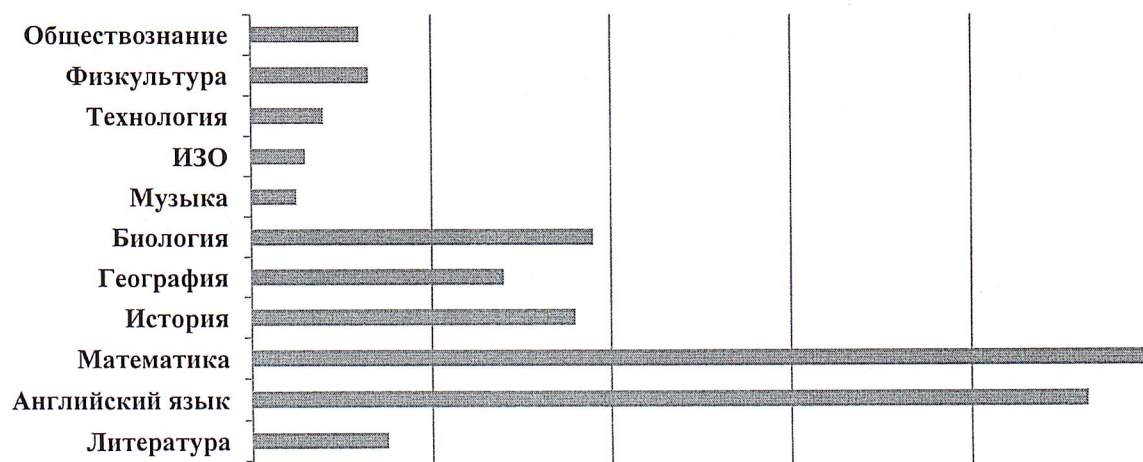 Обществознание
Физкультура
Технология
ИЗО
Музыка
Биология
География
История
Математика
Английский язык
Литература